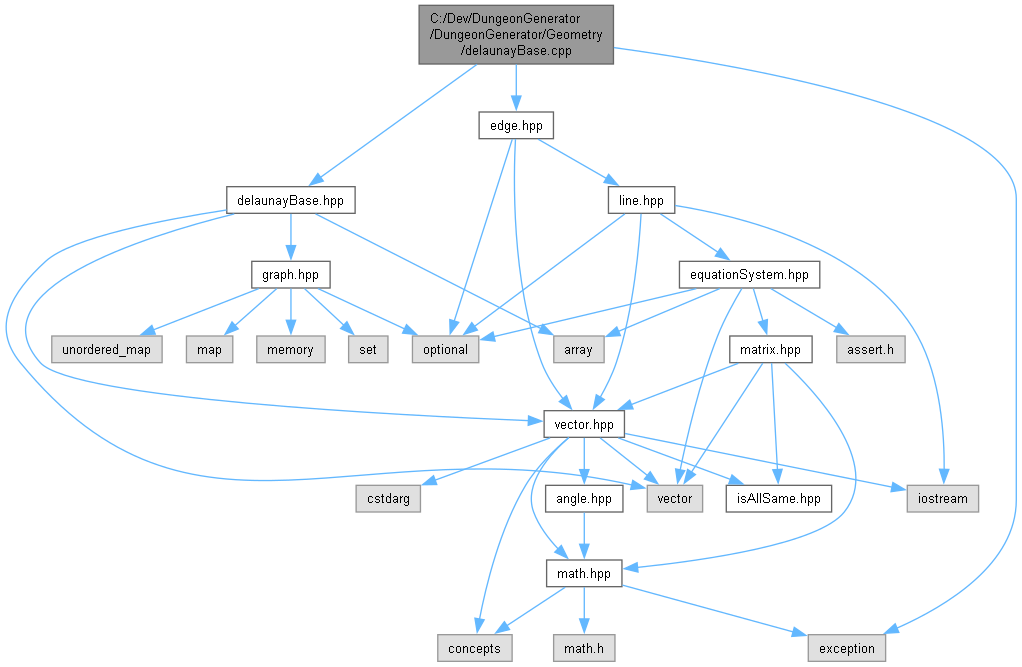 C:/Dew/DungeonGenerator
/DungeonGenerator/Geometry
/delaunayBase.cpp
edge.hpp
delaunayBase.hpp
line.hpp
graph.hpp
equationSystem.hpp
unordered_map
map
memory
set
optional
array
matrix.hpp
assert.h
vector.hpp
cstdarg
angle.hpp
vector
isAllSame.hpp
iostream
math.hpp
concepts
math.h
exception